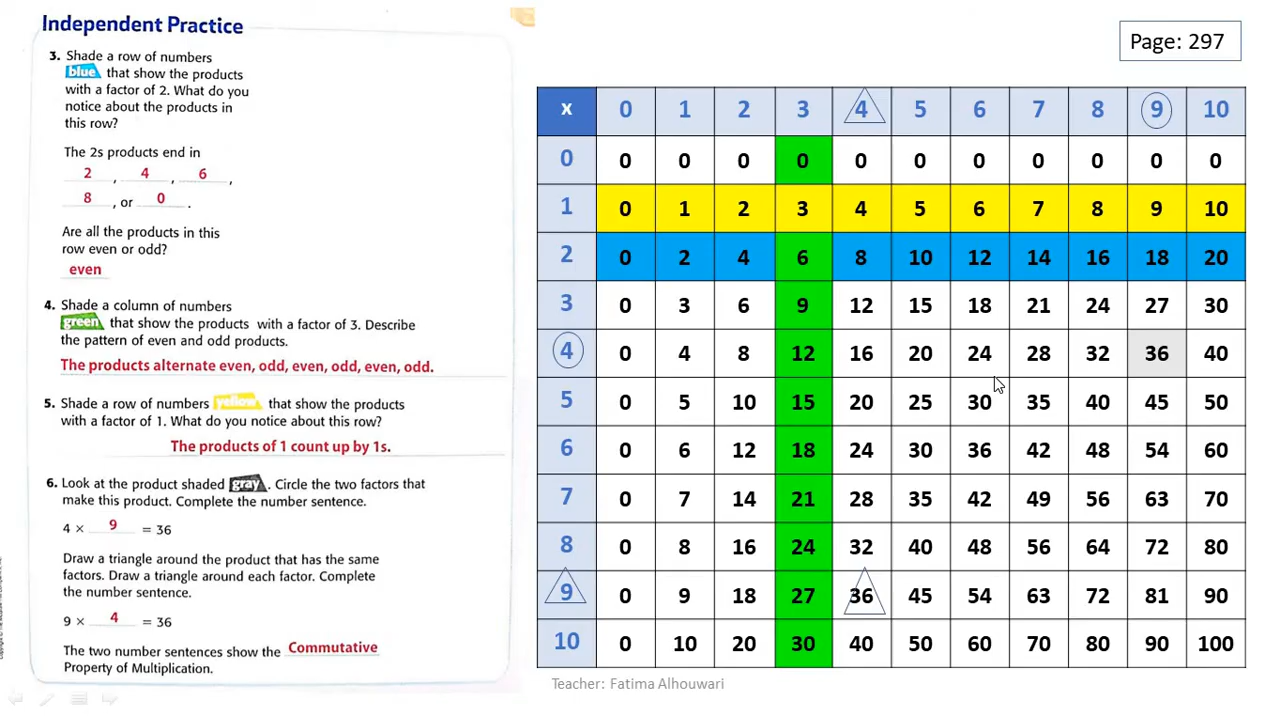 Independent Practice
3. Shade a row of numbers
blue that show the products
with a factor of 2. What do you
notice about the products in
this row?
The 2s products end in
2 , 4 , 6 ,
8 , or 0 .
Are all the products in this
row even or odd?
even
4. Shade a column of numbers
green that show the products with a factor of 3. Describe
the pattern of even and odd products.
The products alternate even, odd, even, odd, even, odd.
5. Shade a row of numbers yellow that show the products
with a factor of 1. What do you notice about this row?
The products of 1 count up by 1s.
6. Look at the product shaded gray. Circle the two factors that
make this product. Complete the number sentence.
4 × 9 = 36
Draw a triangle around the product that has the same
factors. Draw a triangle around each factor. Complete
the number sentence.
9 × 4 = 36
The two number sentences show the Commutative
Property of Multiplication.
Page: 297
x 0 1 2 3 4 5 6 7 8 9 10
0 0 0 0 0 0 0 0 0 0 0 0
1 0 1 2 3 4 5 6 7 8 9 10
2 0 2 4 6 8 10 12 14 16 18 20
3 0 3 6 9 12 15 18 21 24 27 30
4 0 4 8 12 16 20 24 28 32 36 40
5 0 5 10 15 20 25 30 35 40 45 50
6 0 6 12 18 24 30 36 42 48 54 60
7 0 7 14 21 28 35 42 49 56 63 70
8 0 8 16 24 32 40 48 56 64 72 80
9 0 9 18 27 36 45 54 63 72 81 90
10 0 10 20 30 40 50 60 70 80 90 100
Teacher: Fatima Alhouwari